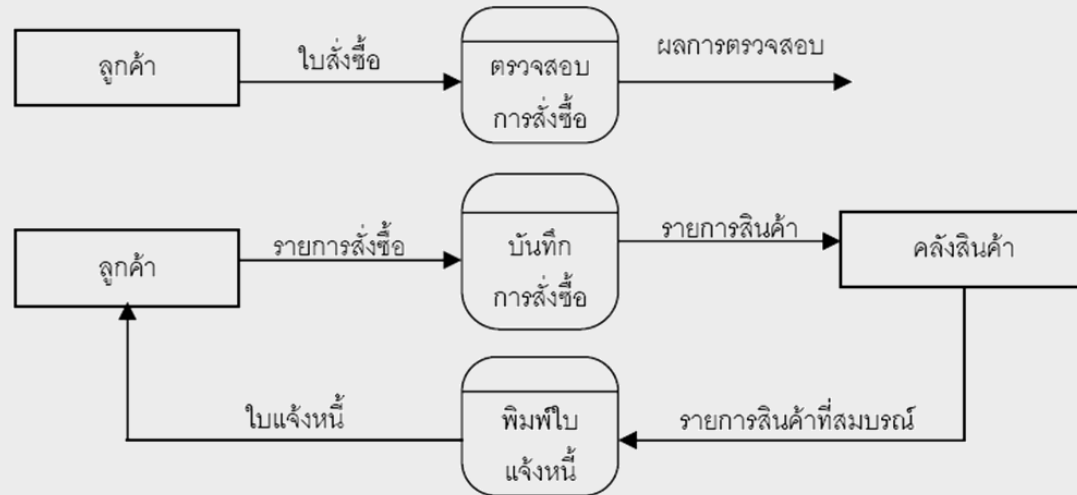 ลูกค้า
ใบสั่งซื้อ
ตรวจสอบ
การสั่งซื้อ
ผลการตรวจสอบ
ลูกค้า
รายการสั่งซื้อ
บันทึก
การสั่งซื้อ
รายการสินค้า
คลังสินค้า
ใบแจ้งหนี้
พิมพ์ใบ
แจ้งหนี้
รายการสินค้าที่สมบรณ์